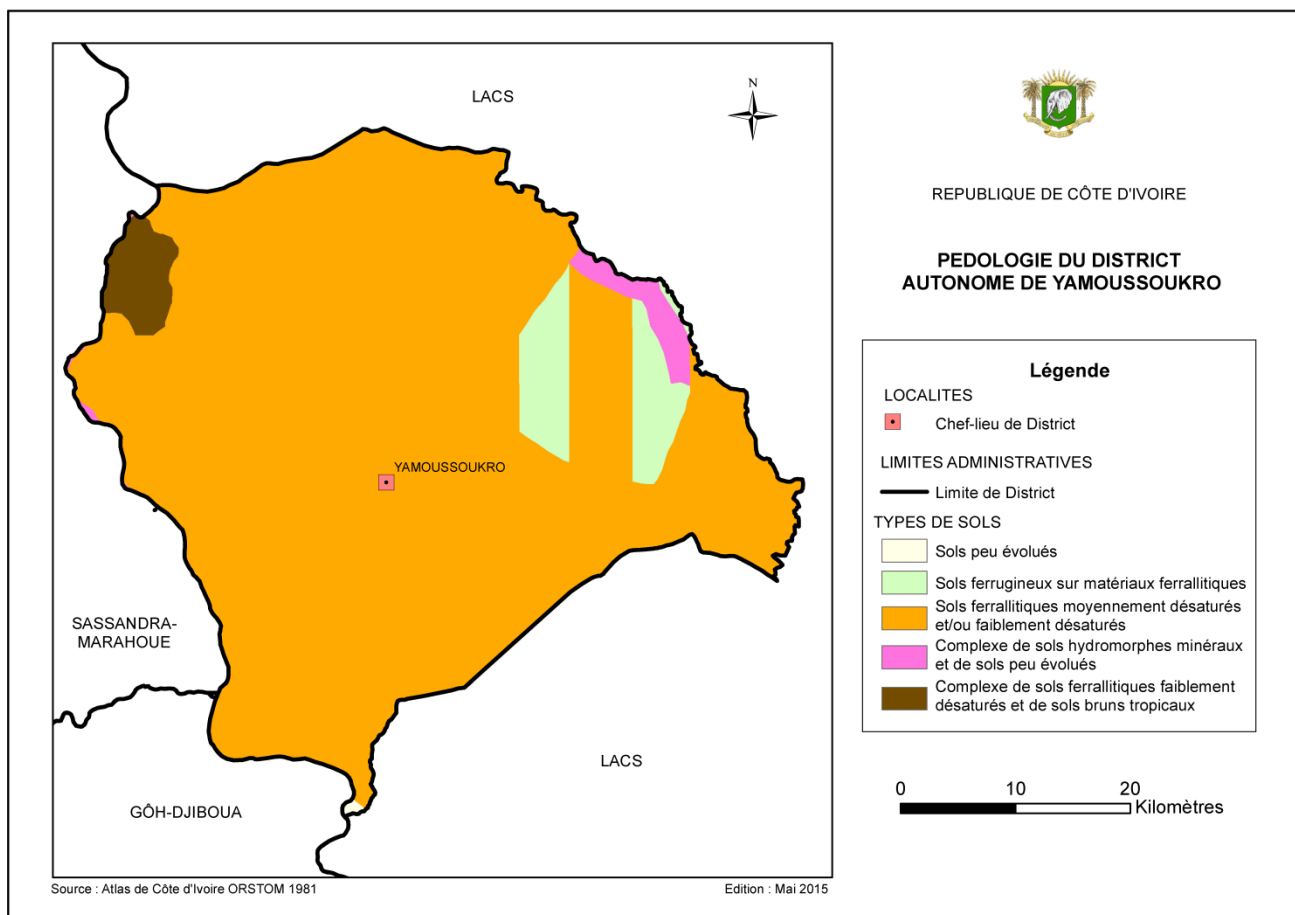 LACS
N
REPUBLIQUE DE CÔTE D'IVOIRE
PEDOLOGIE DU DISTRICT
AUTONOME DE YAMOUSSOUKRO
Légende
LOCALITES
Chef-lieu de District
LIMITES ADMINISTRATIVES
Limite de District
TYPES DE SOLS
Sols peu évolués
Sols ferrugineux sur matériaux ferrallitiques
Sols ferrallitiques moyennement désaturés
et/ou faiblement désaturés
Complexe de sols hydromorphes minéraux
et de sols peu évolués
Complexe de sols ferrallitiques faiblement
désaturés et de sols bruns tropicaux
YAMOUSSOUKRO
SASSANDRA-
MARAHOUE
LACS
GÔH-DJIBOUA
0 10 20
Kilomètres
Source : Atlas de Côte d'Ivoire ORSTOM 1981
Edition : Mai 2015